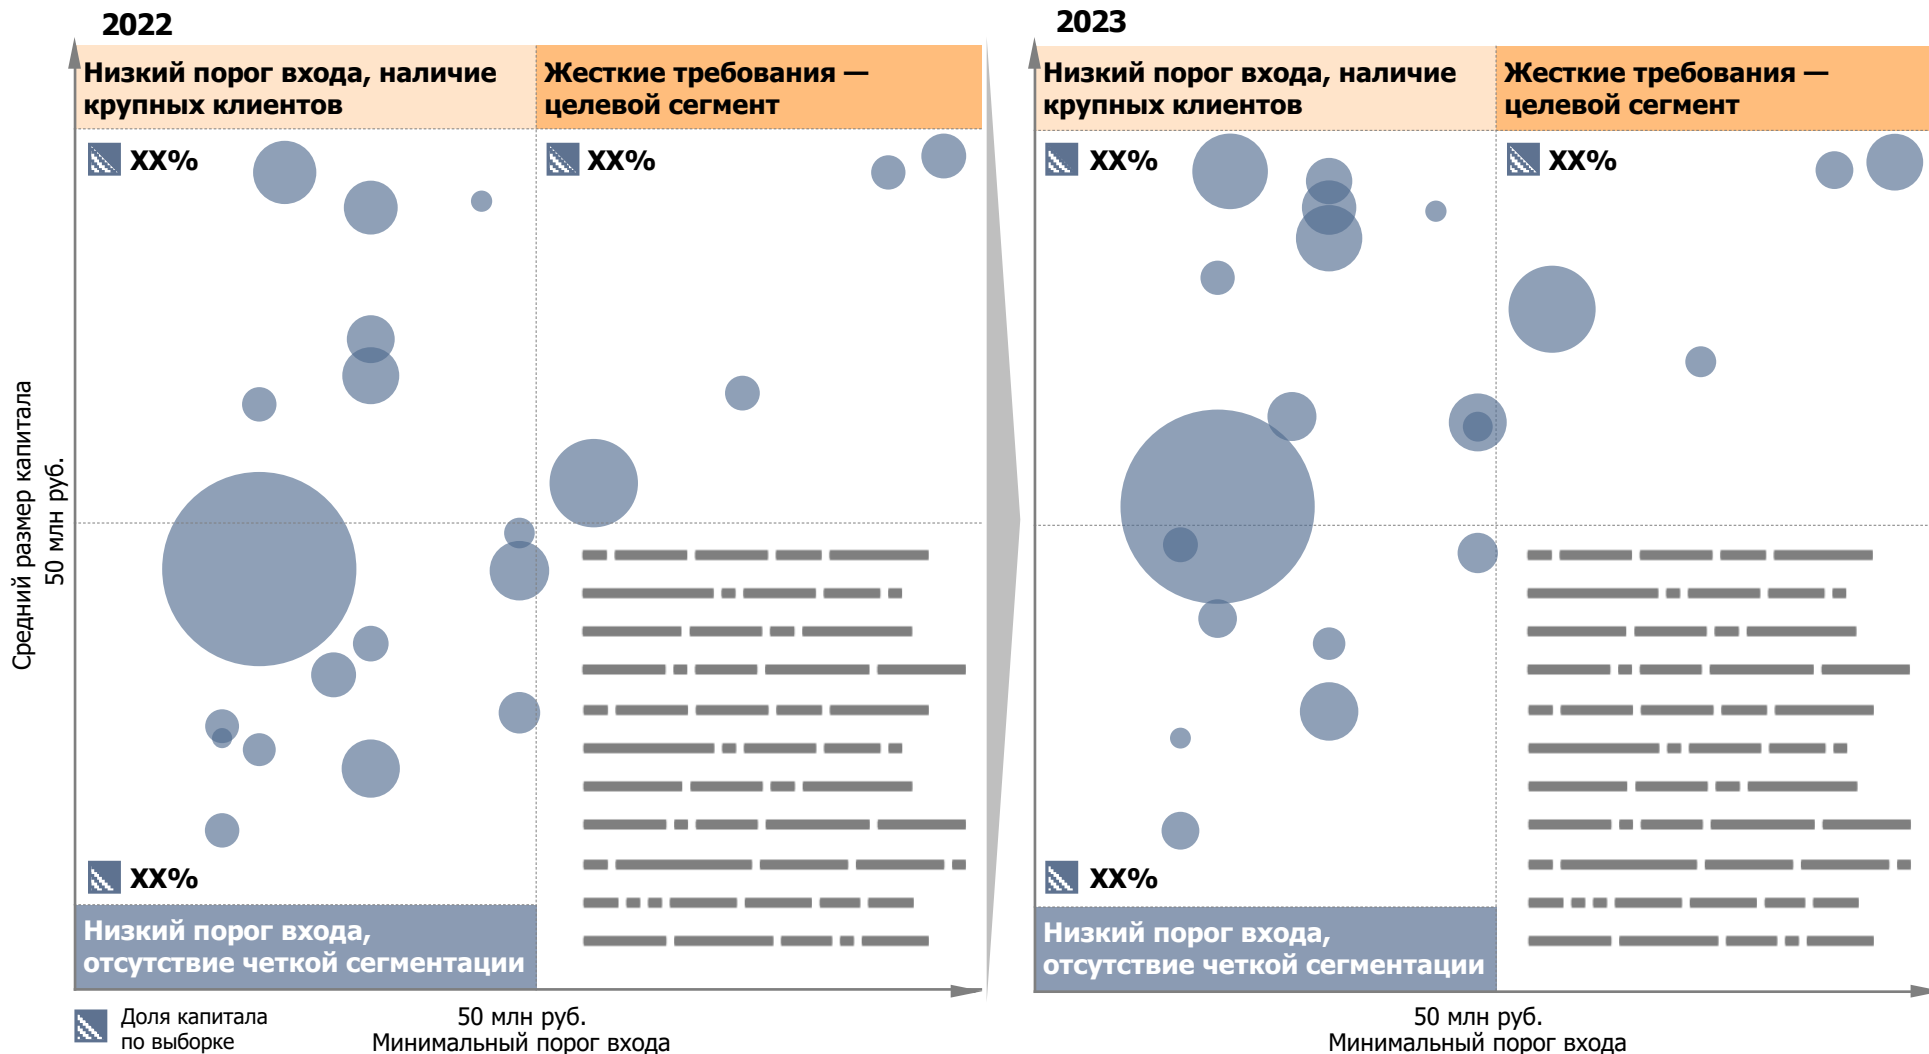 2022
Низкий порог входа, наличие
крупных клиентов
Жесткие требования —
целевой сегмент
XX%
XX%
Средний размер капитала
50 млн руб.
XX%
Низкий порог входа,
отсутствие четкой сегментации
Доля капитала
по выборке
50 млн руб.
Минимальный порог входа
2023
Низкий порог входа, наличие
крупных клиентов
Жесткие требования —
целевой сегмент
XX%
XX%
XX%
Низкий порог входа,
отсутствие четкой сегментации
50 млн руб.
Минимальный порог входа